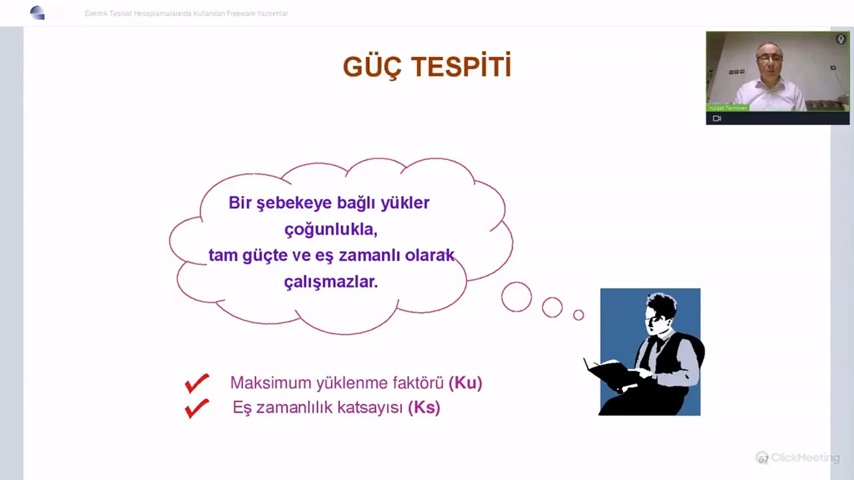 Elektrik Tesisat Hesaplamalarında Kullanılan Freeware Yazılımlar
GÜÇ TESPİTİ
Bir şebekeye bağlı yükler
çoğunlukla,
tam güçte ve eş zamanlı olarak
çalışmazlar.
Maksimum yüklenme faktörü (Ku)
Eş zamanlılık katsayısı (Ks)
67
ClickMeeting